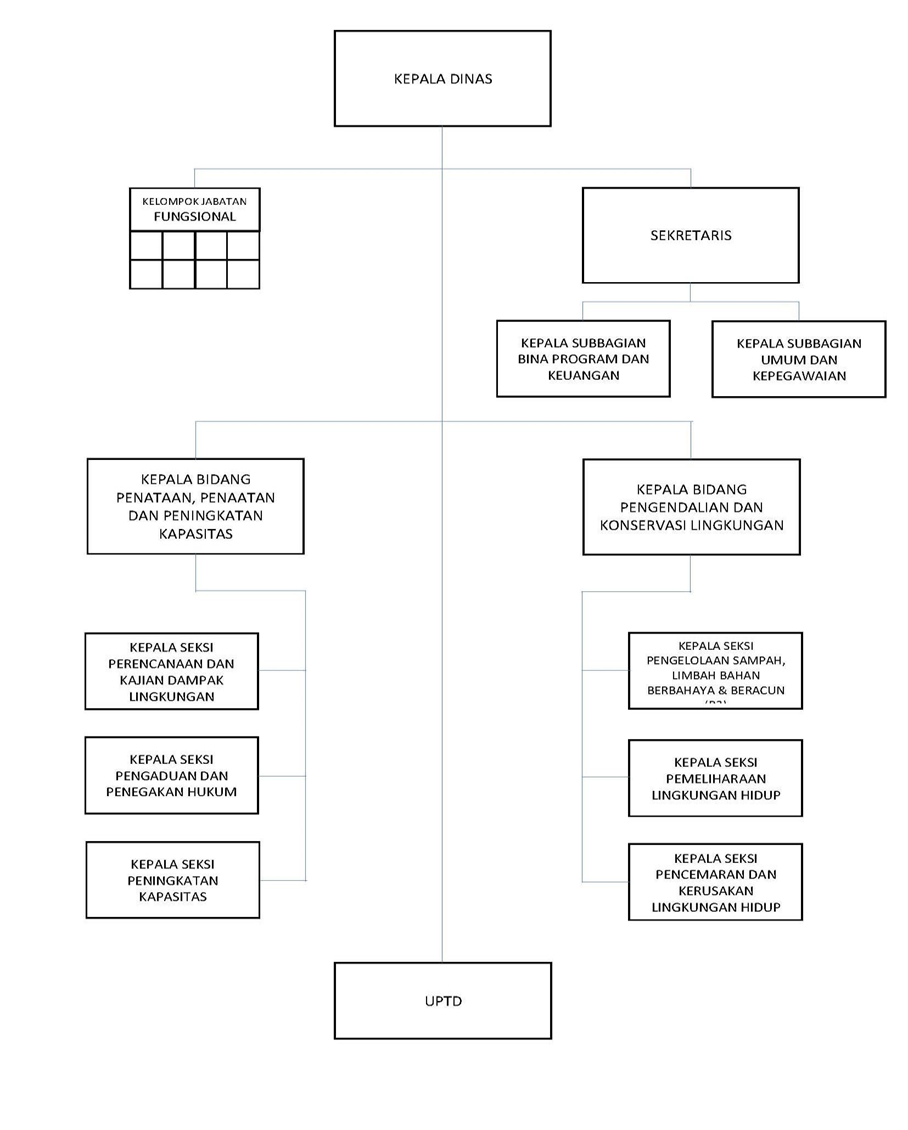 KEPALA DINAS
KELOMPOK JABATAN
FUNGSIONAL
SEKRETARIS
KEPALA SUBBAGIAN
BINA PROGRAM DAN
KEUANGAN
KEPALA SUBBAGIAN
UMUM DAN
KEPEGAWAIAN
KEPALA BIDANG
PENATAAN, PENAATAN
DAN PENINGKATAN
KAPASITAS
KEPALA BIDANG
PENGENDALIAN DAN
KONSERVASI LINGKUNGAN
KEPALA SEKSI
PERENCANAAN DAN
KAJIAN DAMPAK
LINGKUNGAN
KEPALA SEKSI
PENGELOLAAN SAMPAH,
LIMBAH BAHAN
BERBAHAYA & BERACUN
KEPALA SEKSI
PENGADUAN DAN
PENEGAKAN HUKUM
KEPALA SEKSI
PEMELIHARAAN
LINGKUNGAN HIDUP
KEPALA SEKSI
PENINGKATAN
KAPASITAS
KEPALA SEKSI
PENCEMARAN DAN
KERUSAKAN
LINGKUNGAN HIDUP
UPTD